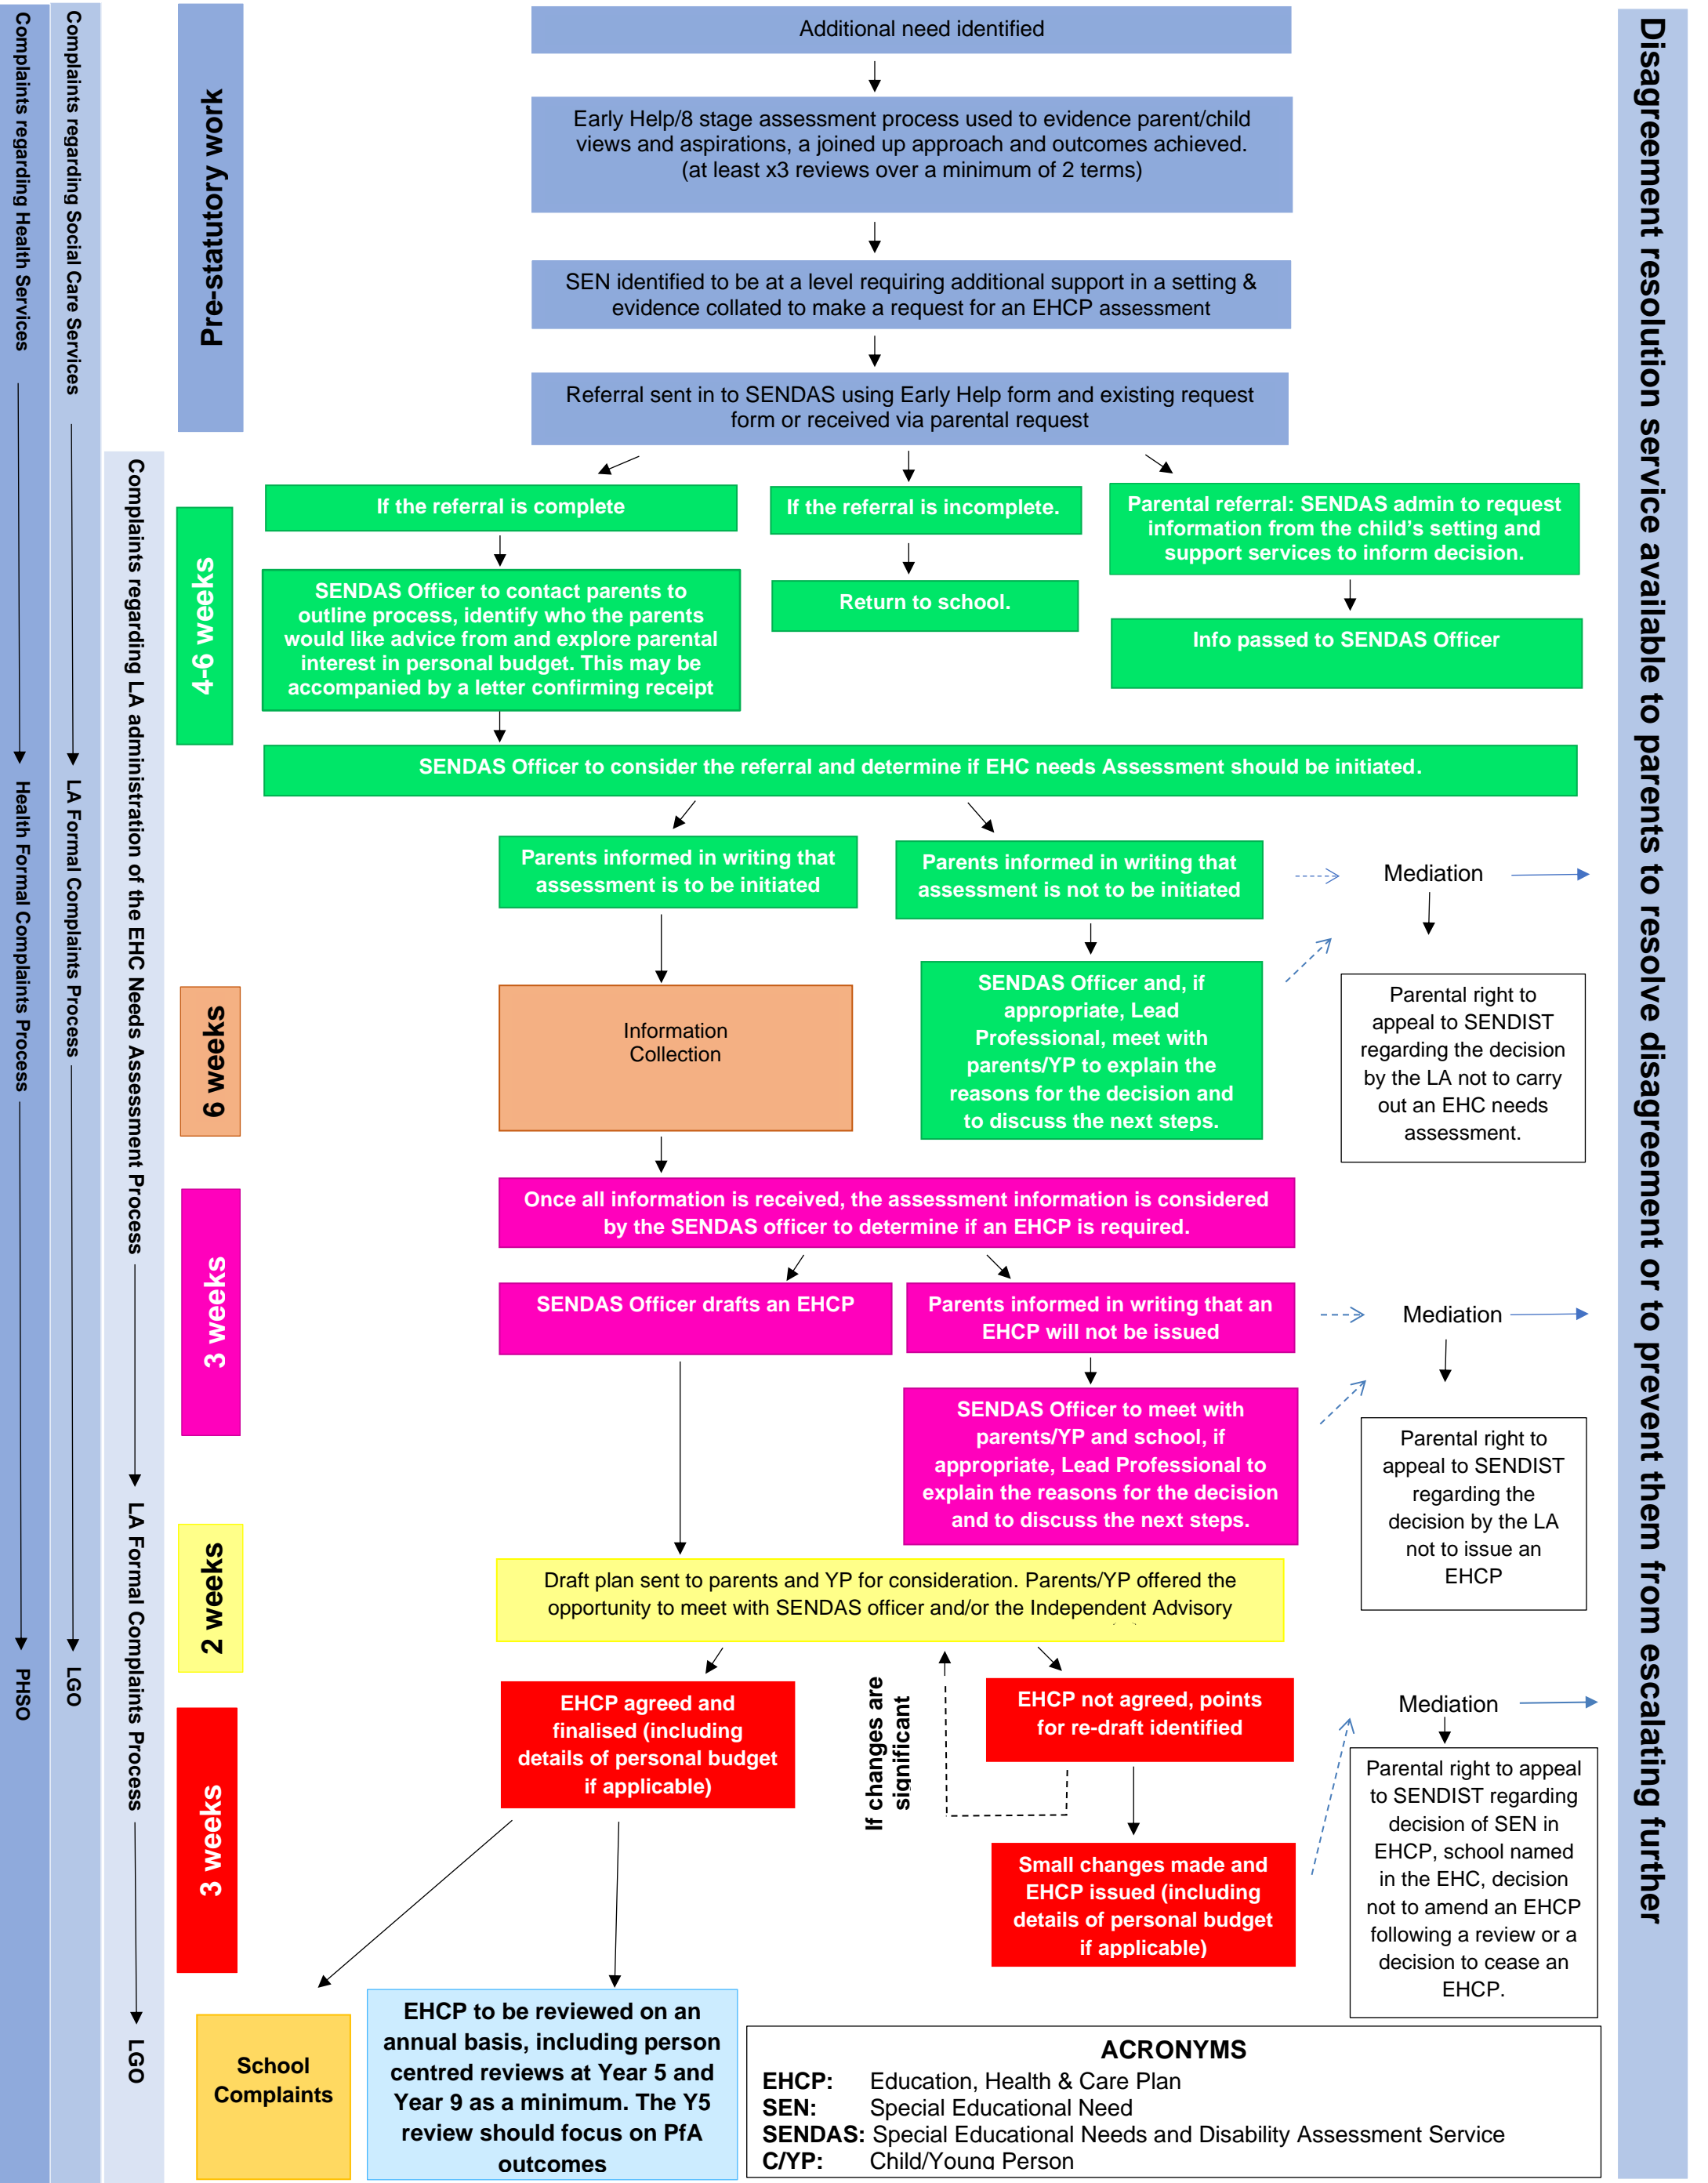 Complaints regarding Health Services
Health Formal Complaints Process
PHSO
Complaints regarding Social Care Services
LA Formal Complaints Process
LGO
Complaints regarding LA administration of the EHC Needs Assessment Process
LA Formal Complaints Process
LGO
Disagreement resolution service available to parents to resolve disagreement or to prevent them from escalating further
Pre-statutory work
Additional need identified
Early Help/8 stage assessment process used to evidence parent/child
views and aspirations, a joined up approach and outcomes achieved.
(at least x3 reviews over a minimum of 2 terms)
SEN identified to be at a level requiring additional support in a setting &
evidence collated to make a request for an EHCP assessment
Referral sent in to SENDAS using Early Help form and existing request
form or received via parental request
4-6 weeks
If the referral is complete
SENDAS Officer to contact parents to
outline process, identify who the parents
would like advice from and explore parental
interest in personal budget. This may be
accompanied by a letter confirming receipt
If the referral is incomplete.
Return to school.
Parental referral: SENDAS admin to request
information from the child's setting and
support services to inform decision.
Info passed to SENDAS Officer
SENDAS Officer to consider the referral and determine if EHC needs Assessment should be initiated.
Parents informed in writing that
assessment is to be initiated
Parents informed in writing that
assessment is not to be initiated
Mediation
SENDAS Officer and, if
appropriate, Lead
Professional, meet with
parents/YP to explain the
reasons for the decision and
to discuss the next steps.
Parental right to
appeal to SENDIST
regarding the decision
by the LA not to carry
out an EHC needs
assessment.
6 weeks
Information
Collection
3 weeks
Once all information is received, the assessment information is considered
by the SENDAS officer to determine if an EHCP is required.
SENDAS Officer drafts an EHCP
Parents informed in writing that an
EHCP will not be issued
Mediation
SENDAS Officer to meet with
parents/YP and school, if
appropriate, Lead Professional to
explain the reasons for the decision
and to discuss the next steps.
Parental right to
appeal to SENDIST
regarding the
decision by the LA
not to issue an
EHCP
2 weeks
Draft plan sent to parents and YP for consideration. Parents/YP offered the
opportunity to meet with SENDAS officer and/or the Independent Advisory
3 weeks
EHCP agreed and
finalised (including
details of personal budget
if applicable)
If changes are
significant
EHCP not agreed, points
for re-draft identified
Mediation
Small changes made and
EHCP issued (including
details of personal budget
if applicable)
Parental right to appeal
to SENDIST regarding
decision of SEN in
EHCP, school named
in the EHC, decision
not to amend an EHCP
following a review or a
decision to cease an
EHCP.
School
Complaints
EHCP to be reviewed on an
annual basis, including person
centred reviews at Year 5 and
Year 9 as a minimum. The Y5
review should focus on PfA
outcomes
ACRONYMS
EHCP: Education, Health & Care Plan
SEN: Special Educational Need
SENDAS: Special Educational Needs and Disability Assessment Service
C/YP: Child/Young Person